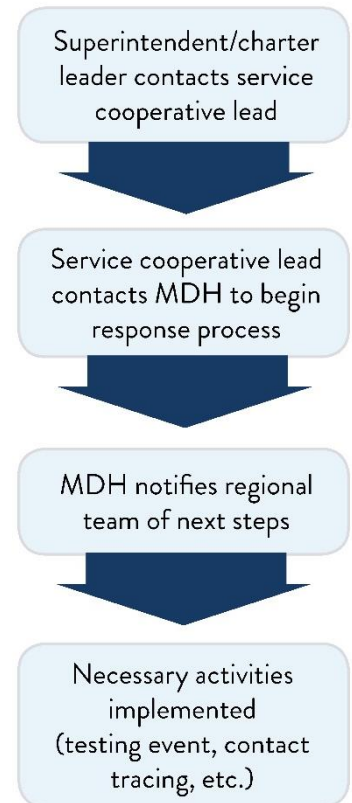 Superintendent/charter
leader contacts service
cooperative lead
Service cooperative lead
contacts MDH to begin
response process
MDH notifies regional
team of next steps
Necessary activities
implemented
(testing event, contact
tracing, etc.)